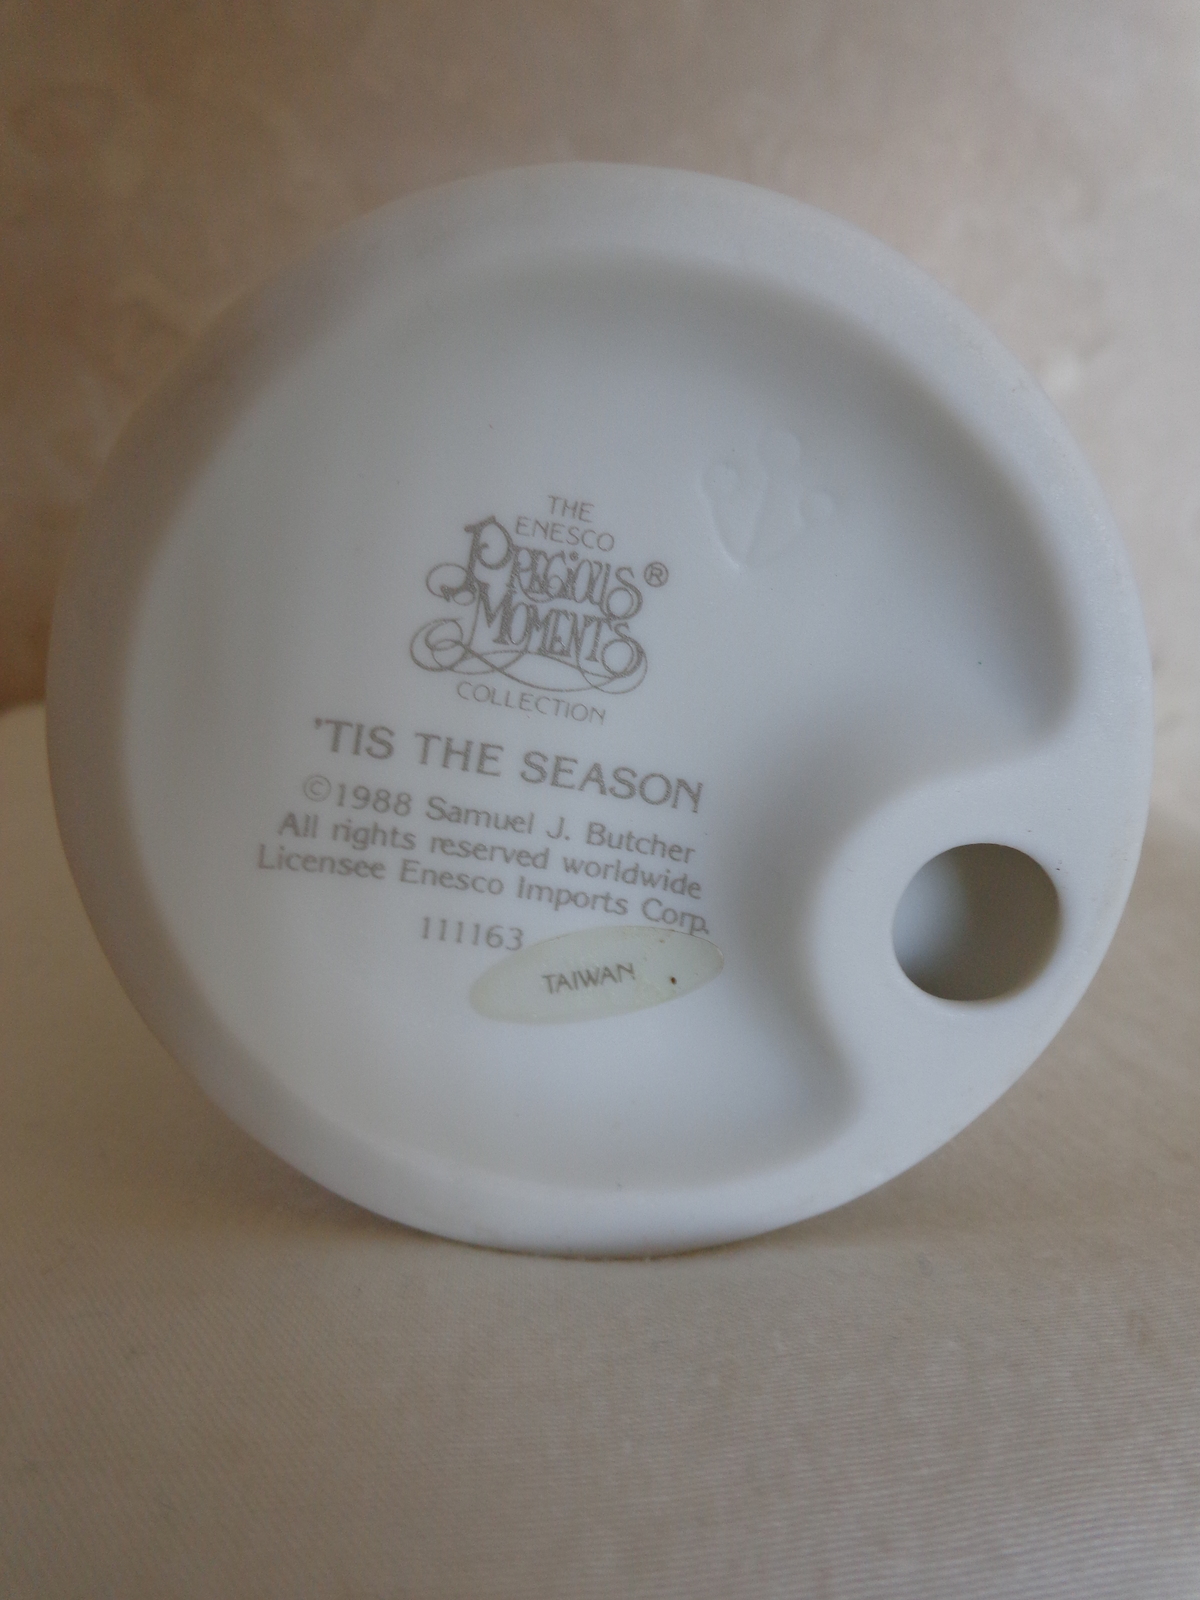 THE
ENESCO
PRECIOUS ®
MOMENTS
COLLECTION
'TIS THE SEASON
©1988 Samuel J. Butcher
All rights reserved worldwide
Licensee Enesco Imports Corp.
111163
TAIWAN